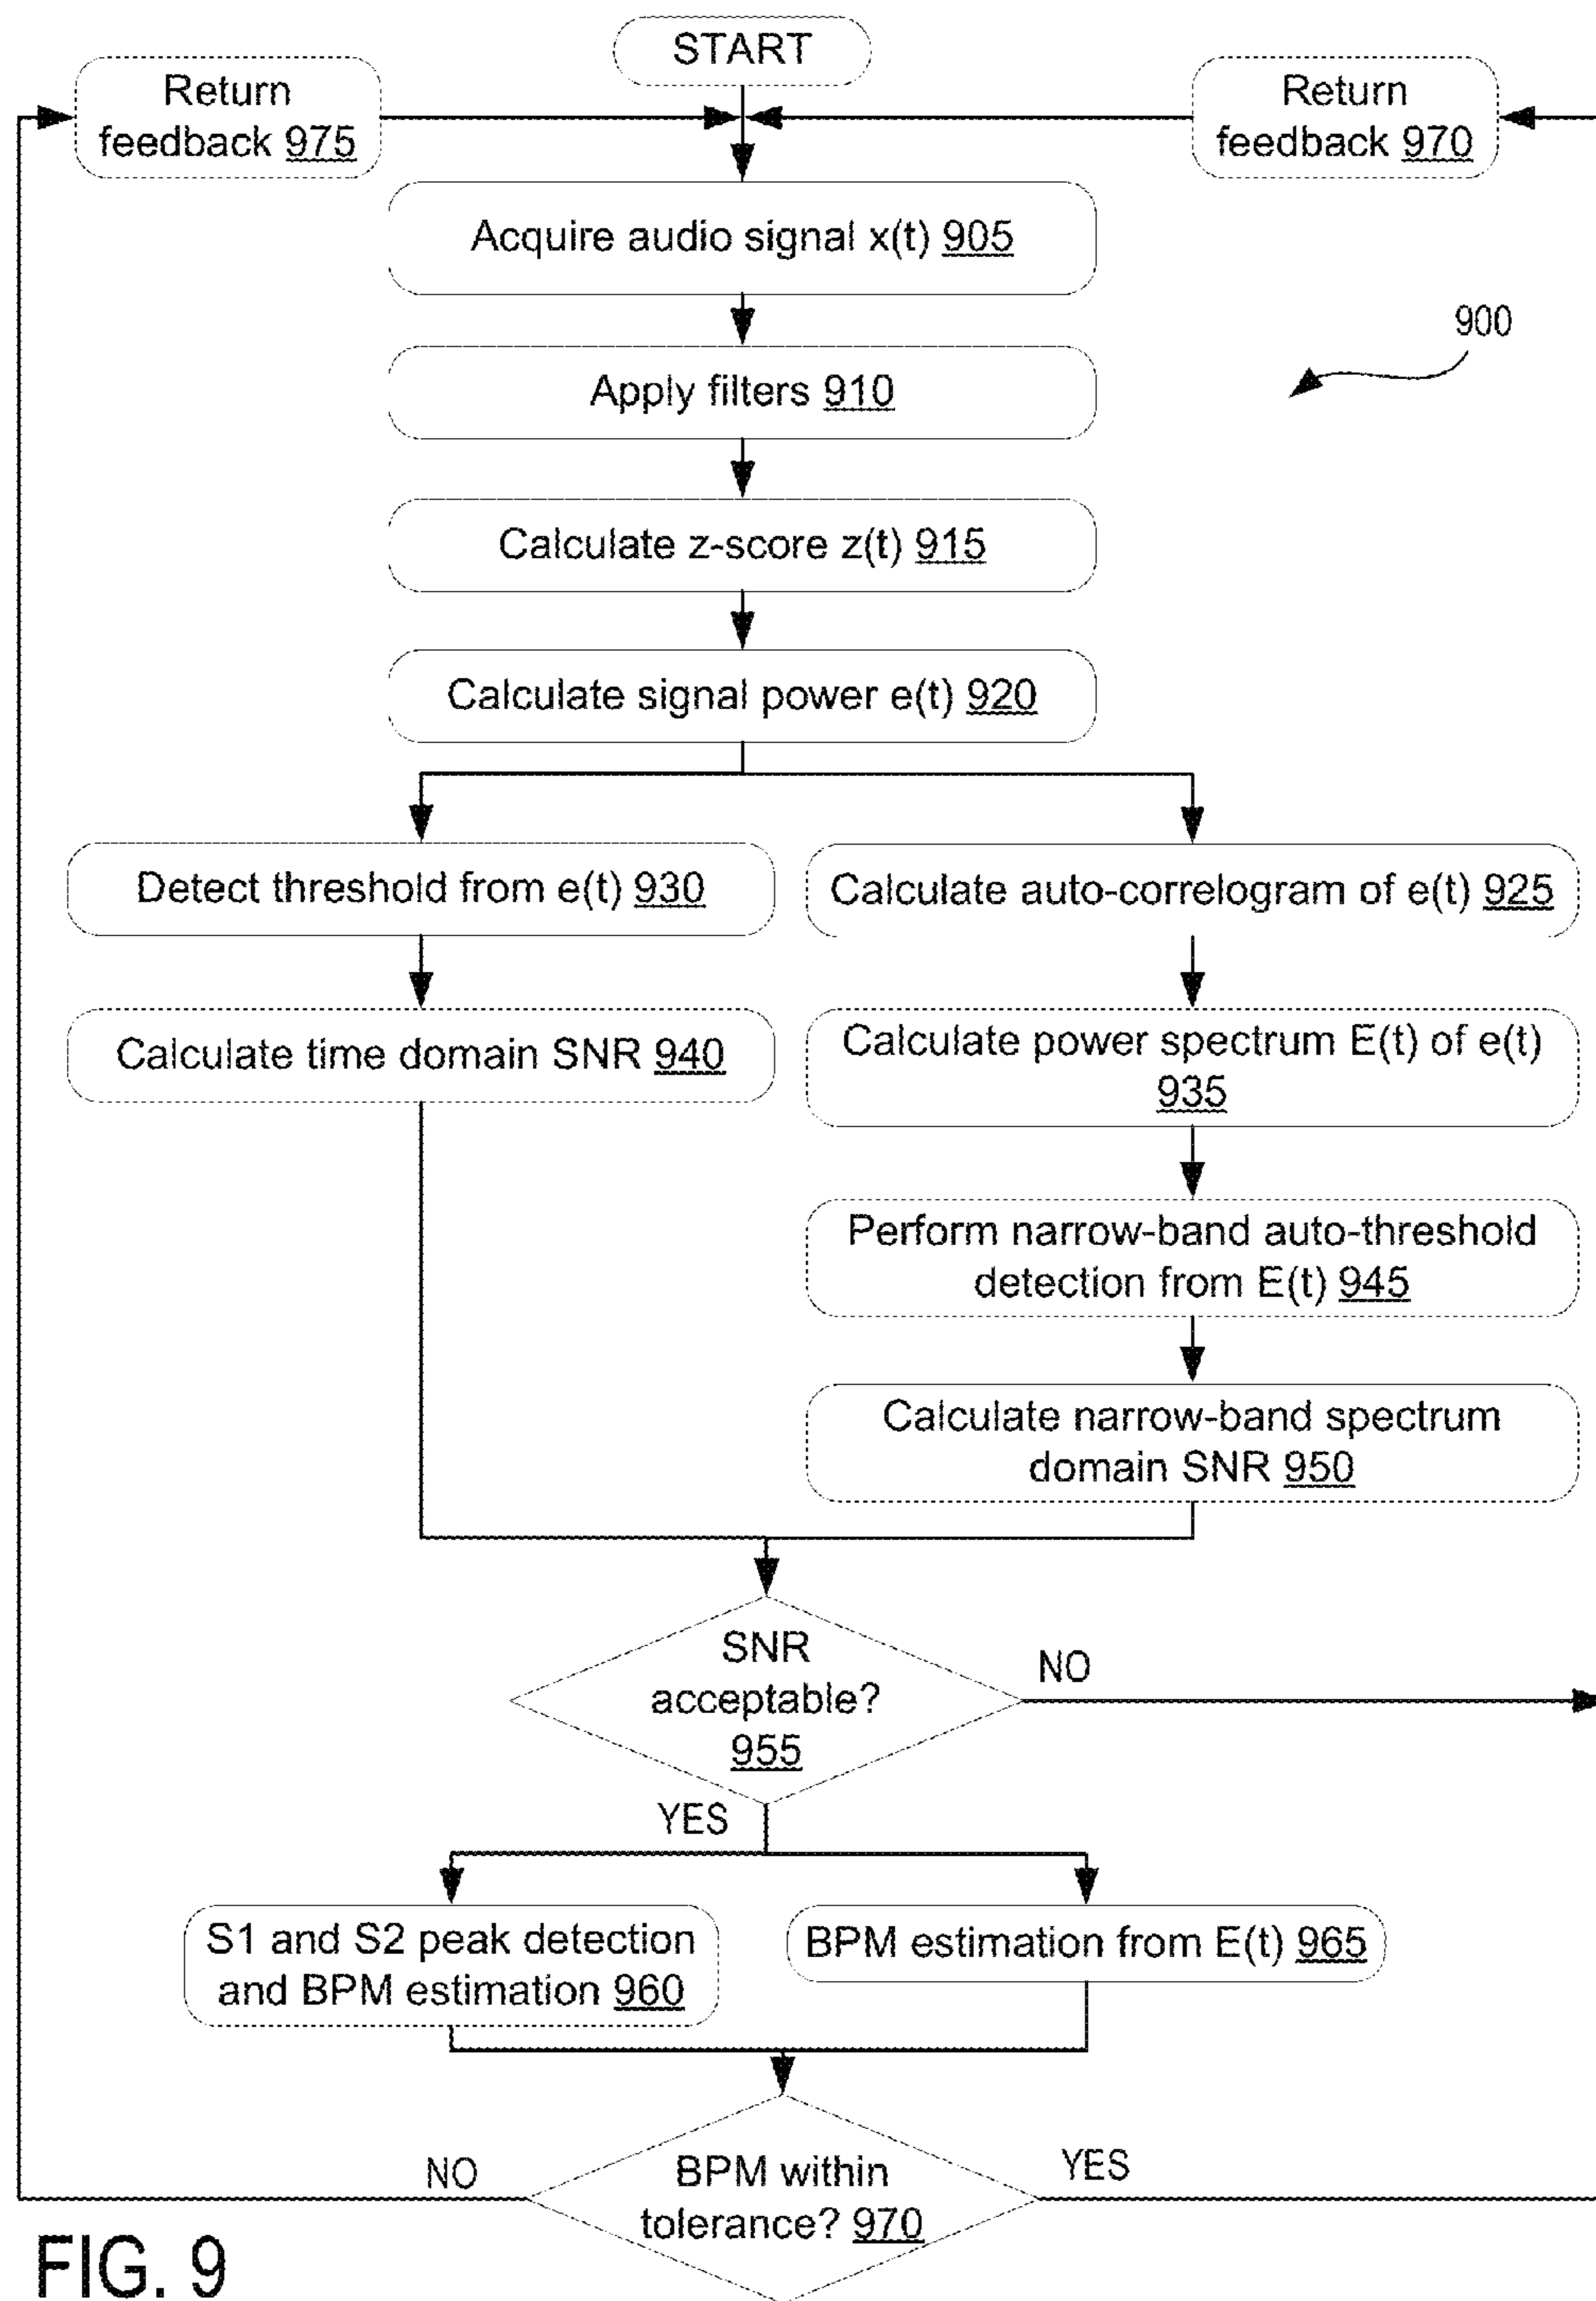 START
Return
feedback 975
Return
feedback 970
Acquire audio signal x(t) 905
900
Apply filters 910
Calculate z-score z(t) 915
Calculate signal power e(t) 920
Detect threshold from e(t) 930
Calculate auto-correlogram of e(t) 925
Calculate time domain SNR 940
Calculate power spectrum E(t) of e(t)
935
Perform narrow-band auto-threshold
detection from E(t) 945
Calculate narrow-band spectrum
domain SNR 950
SNR
acceptable?
955
NO
YES
S1 and S2 peak detection
and BPM estimation 960
BPM estimation from E(t) 965
NO
BPM within
tolerance? 970
YES
FIG. 9